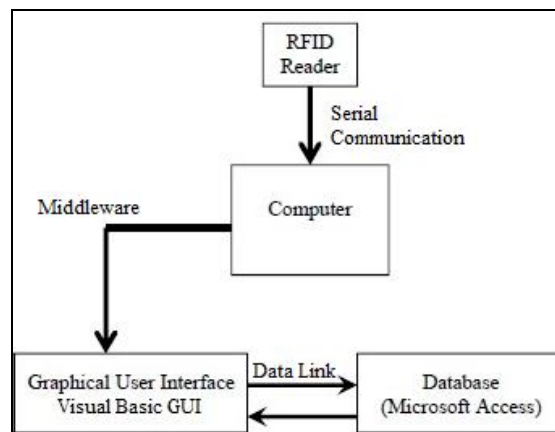 RFID
Reader
Serial
Communication
Middleware
Computer
Graphical User Interface
Visual Basic GUI
Data Link
Database
(Microsoft Access)